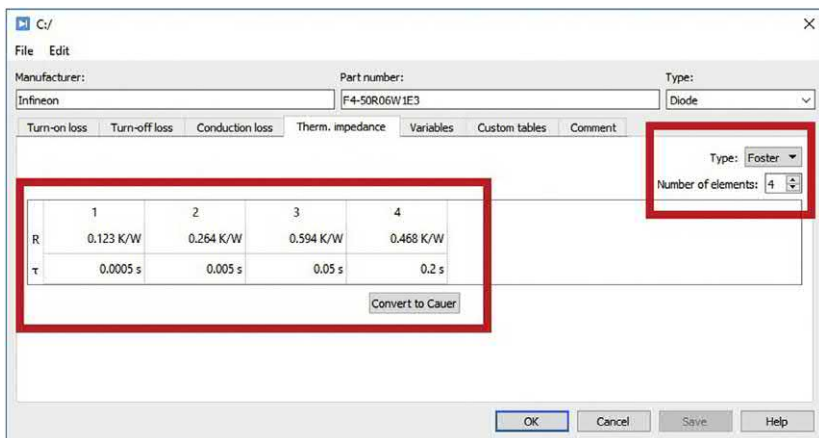 C:/
File Edit
Manufacturer: Part number: Type:
Infineon F4-50R06W1E3 Diode
Turn-on loss Turn-off loss Conduction loss Therm. impedance Variables Custom tables Comment
Type: Foster
Number of elements: 4
1 2 3 4
R 0.123 K/W 0.264 K/W 0.594 K/W 0.468 K/W
τ 0.0005 s 0.005 s 0.05 s 0.2 s
Convert to Cauer
OK Cancel Save Help